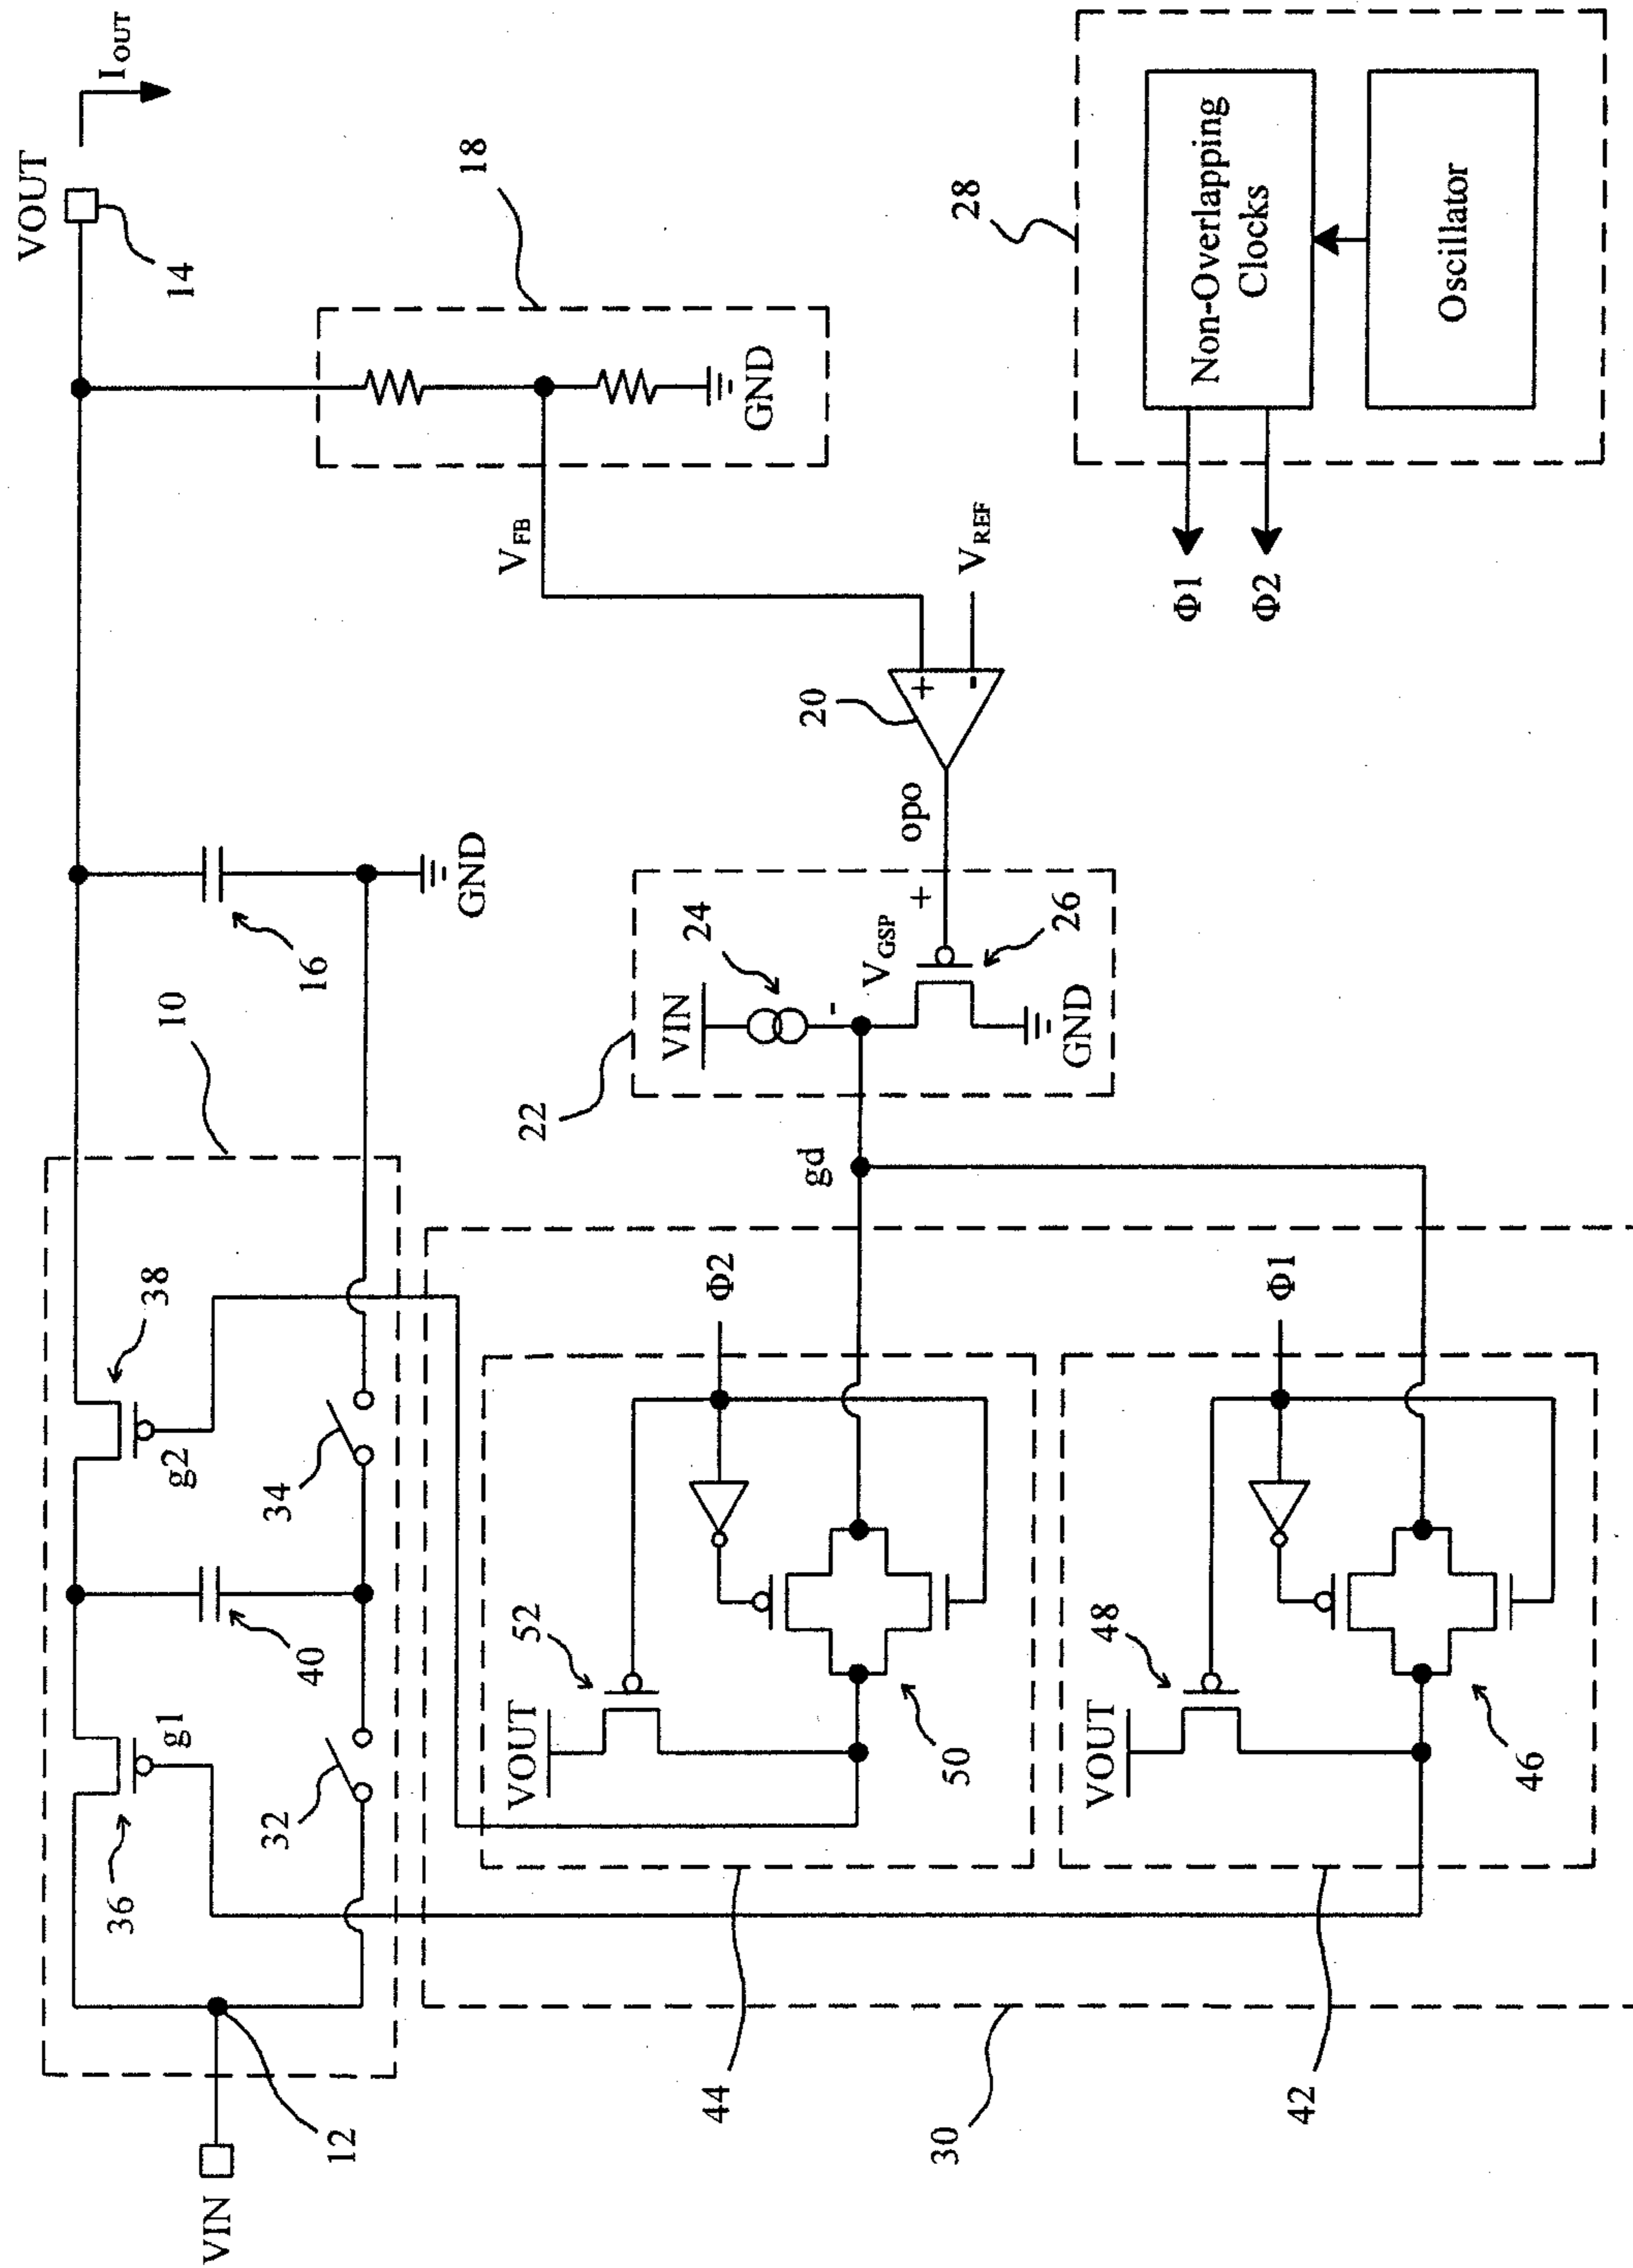 VIN
12
36
g1
32
40
g2
38
34
10
16
GND
VOUT
14
IOUT
18
GND
VFB
VREF
20
opo
22
VIN
24
-
VGSP
+
26
GND
gd
+
-
30
44
VOUT
52
50
Φ2
42
VOUT
48
46
Φ1
28
Φ1
Φ2
Non-Overlapping
Clocks
Oscillator